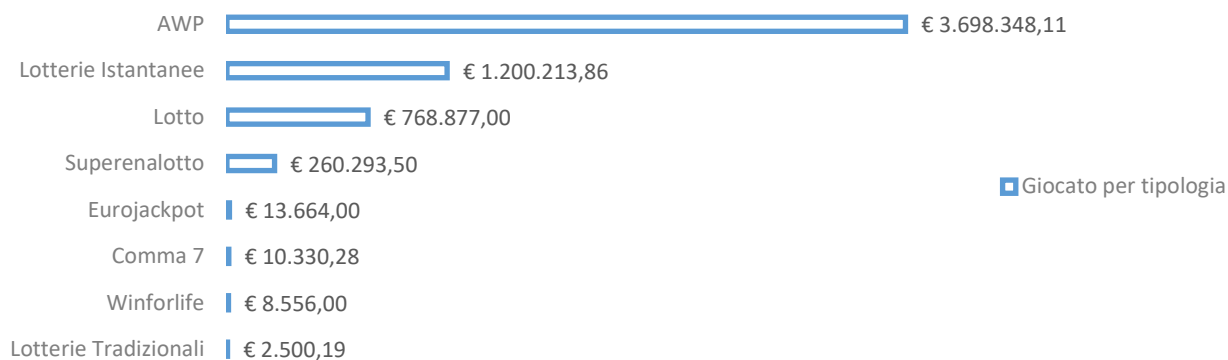 AWP € 3.698.348,11
Lotterie Istantanee € 1.200.213,86
Lotto € 768.877,00
Superenalotto € 260.293,50
Giocato per tipologia
Eurojackpot € 13.664,00
Comma 7 € 10.330,28
Winforlife € 8.556,00
Lotterie Tradizionali € 2.500,19